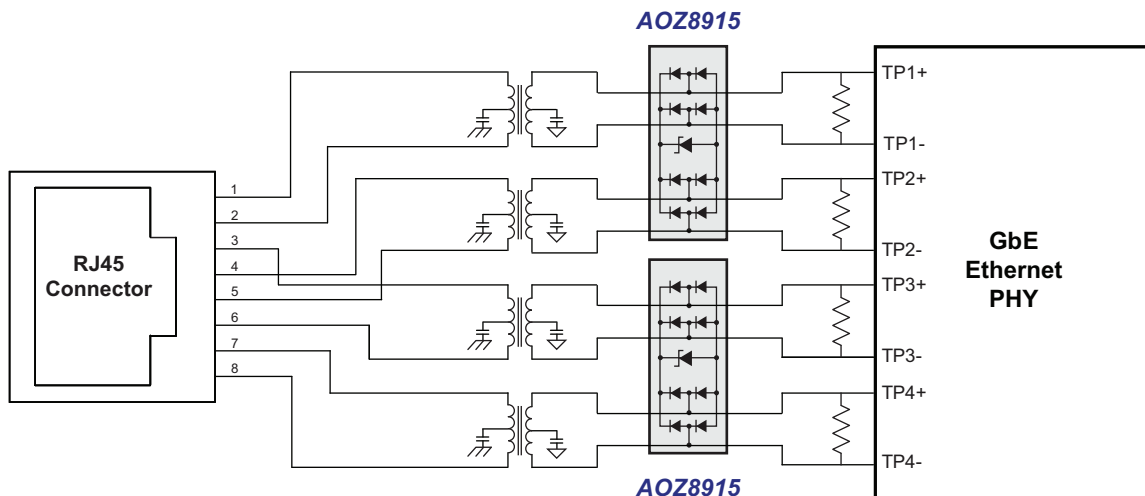 AOZ8915
RJ45
Connector
1
2
3
4
5
6
7
8
TP1+
TP1-
TP2+
TP2-
TP3+
TP3-
TP4+
TP4-
GbE
Ethernet
PHY
AOZ8915